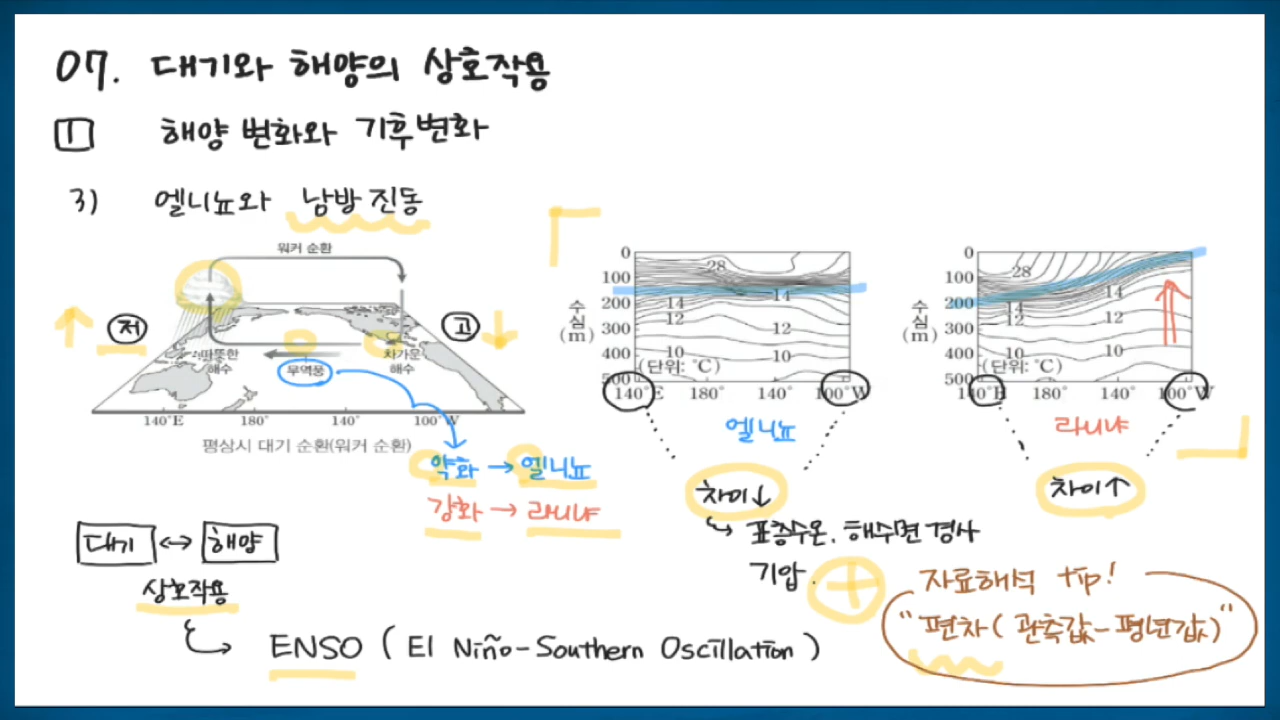 07. 대기와 해양의 상호작용
1 해양 변화와 기후변화
3) 엘니뇨와 남방 진동
워커 순환
저
고
따뜻한 해수
무역풍
차가운 해수
140°E 180° 140° 100°W
평상시 대기 순환(워커 순환)
약화 → 엘니뇨
강화 → 라니냐
수심(m)
0
100
200
300
400
500
28
14 14
12 12
10 10
(단위: °C)
140°E 180° 140° 100°W
엘니뇨
차이↓
표층수온, 해수면 경사
기압.
수심(m)
0
100
200
300
400
500
28
14 14
12 12
10 10
(단위: °C)
140°E 180° 140° 100°W
라니냐
차이↑
대기 ↔ 해양
상호작용
ENSO ( El Niño-Southern Oscillation )
자료해석 tip!
"편차( 관측값-평년값)"